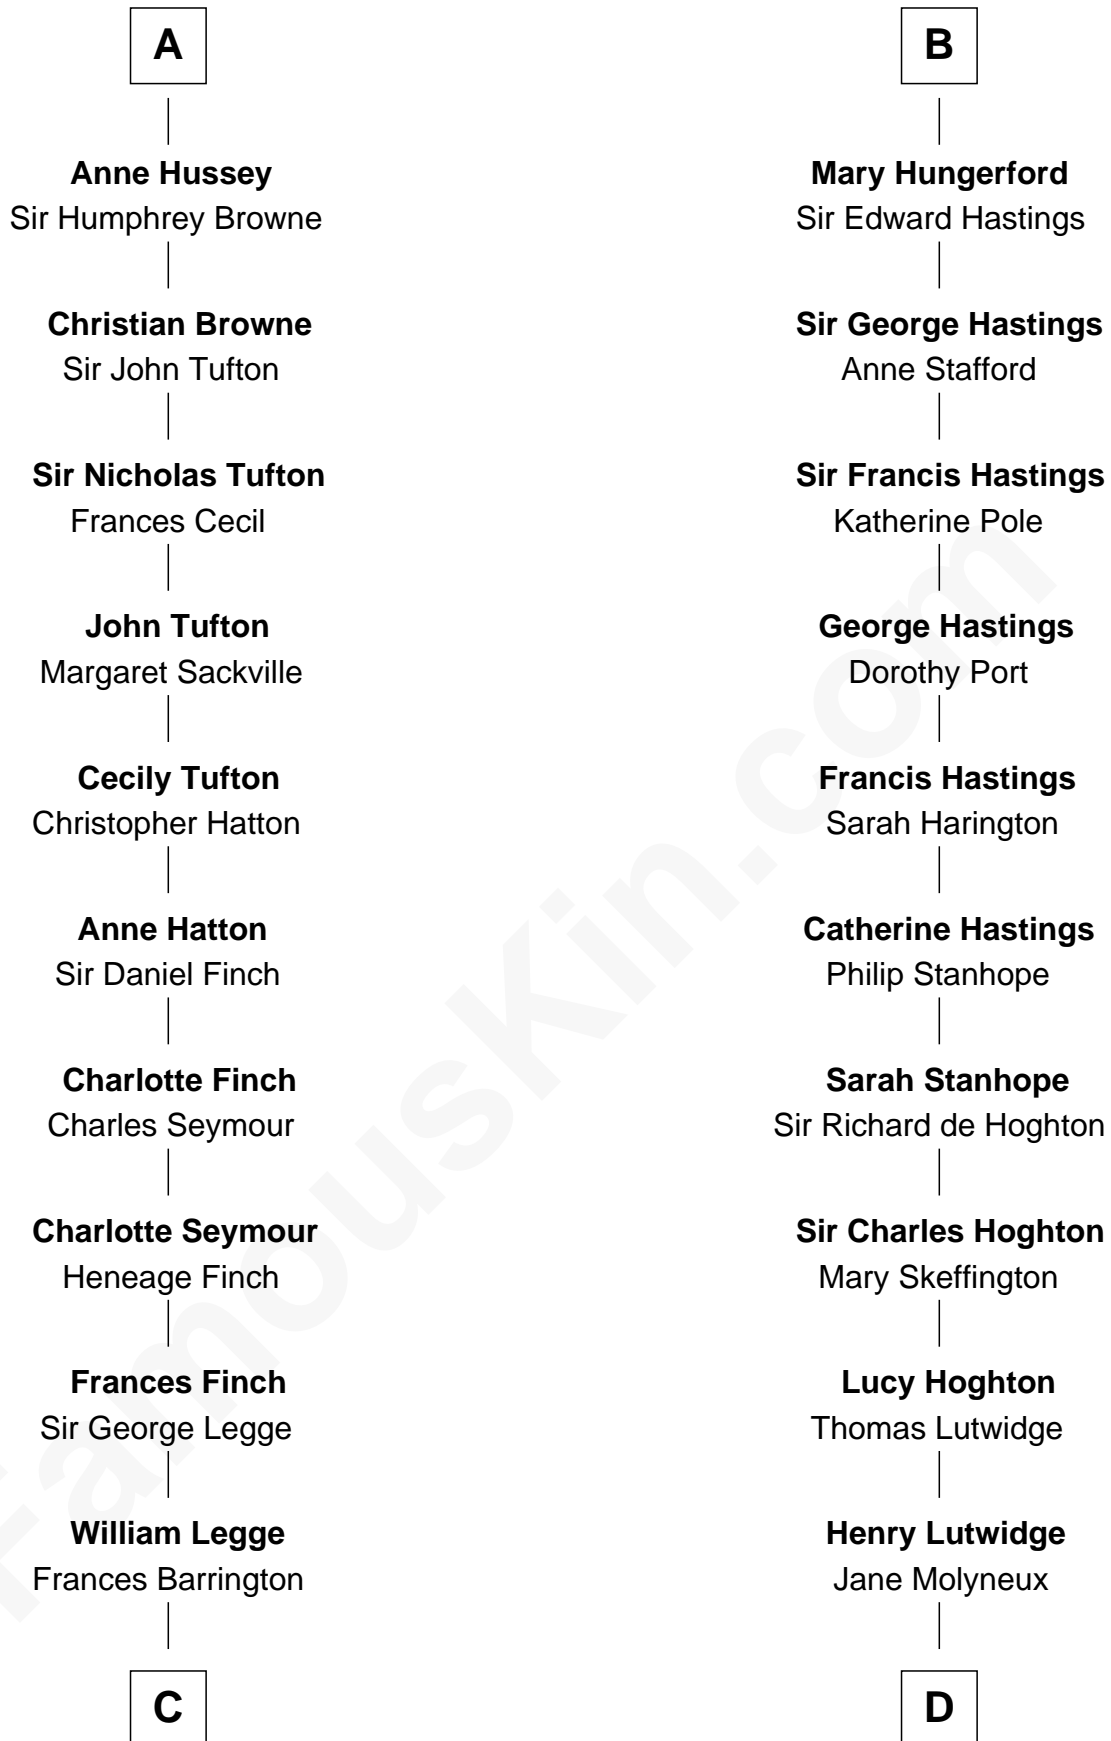 A
Anne Hussey
Sir Humphrey Browne
Christian Browne
Sir John Tufton
Sir Nicholas Tufton
Frances Cecil
John Tufton
Margaret Sackville
Cecily Tufton
Christopher Hatton
Anne Hatton
Sir Daniel Finch
Charlotte Finch
Charles Seymour
Charlotte Seymour
Heneage Finch
Frances Finch
Sir George Legge
William Legge
Frances Barrington
C
B
Mary Hungerford
Sir Edward Hastings
Sir George Hastings
Anne Stafford
Sir Francis Hastings
Katherine Pole
George Hastings
Dorothy Port
Francis Hastings
Sarah Harington
Catherine Hastings
Philip Stanhope
Sarah Stanhope
Sir Richard de Hoghton
Sir Charles Hoghton
Mary Skeffington
Lucy Hoghton
Thomas Lutwidge
Henry Lutwidge
Jane Molyneux
D
FamousKin.com